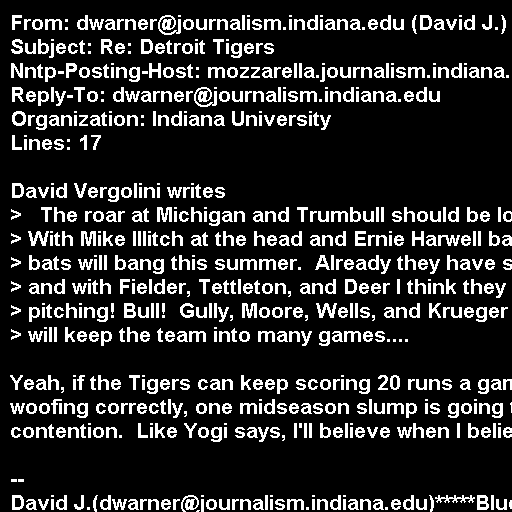 From: dwarner@journalism.indiana.edu (David J.)
Subject: Re: Detroit Tigers
Nntp-Posting-Host: mozzarella.journalism.indiana.
Reply-To: dwarner@journalism.indiana.edu
Organization: Indiana University
Lines: 17

David Vergolini writes
>   The roar at Michigan and Trumbull should be lo
> With Mike Illitch at the head and Ernie Harwell ba
> bats will bang this summer.  Already they have s
> and with Fielder, Tettleton, and Deer I think they
> pitching! Bull!  Gully, Moore, Wells, and Krueger
> will keep the team into many games....

Yeah, if the Tigers can keep scoring 20 runs a gam
woofing correctly, one midseason slump is going t
contention.  Like Yogi says, I'll believe when I belie

--
David J.(dwarner@journalism.indiana.edu)*****Blue